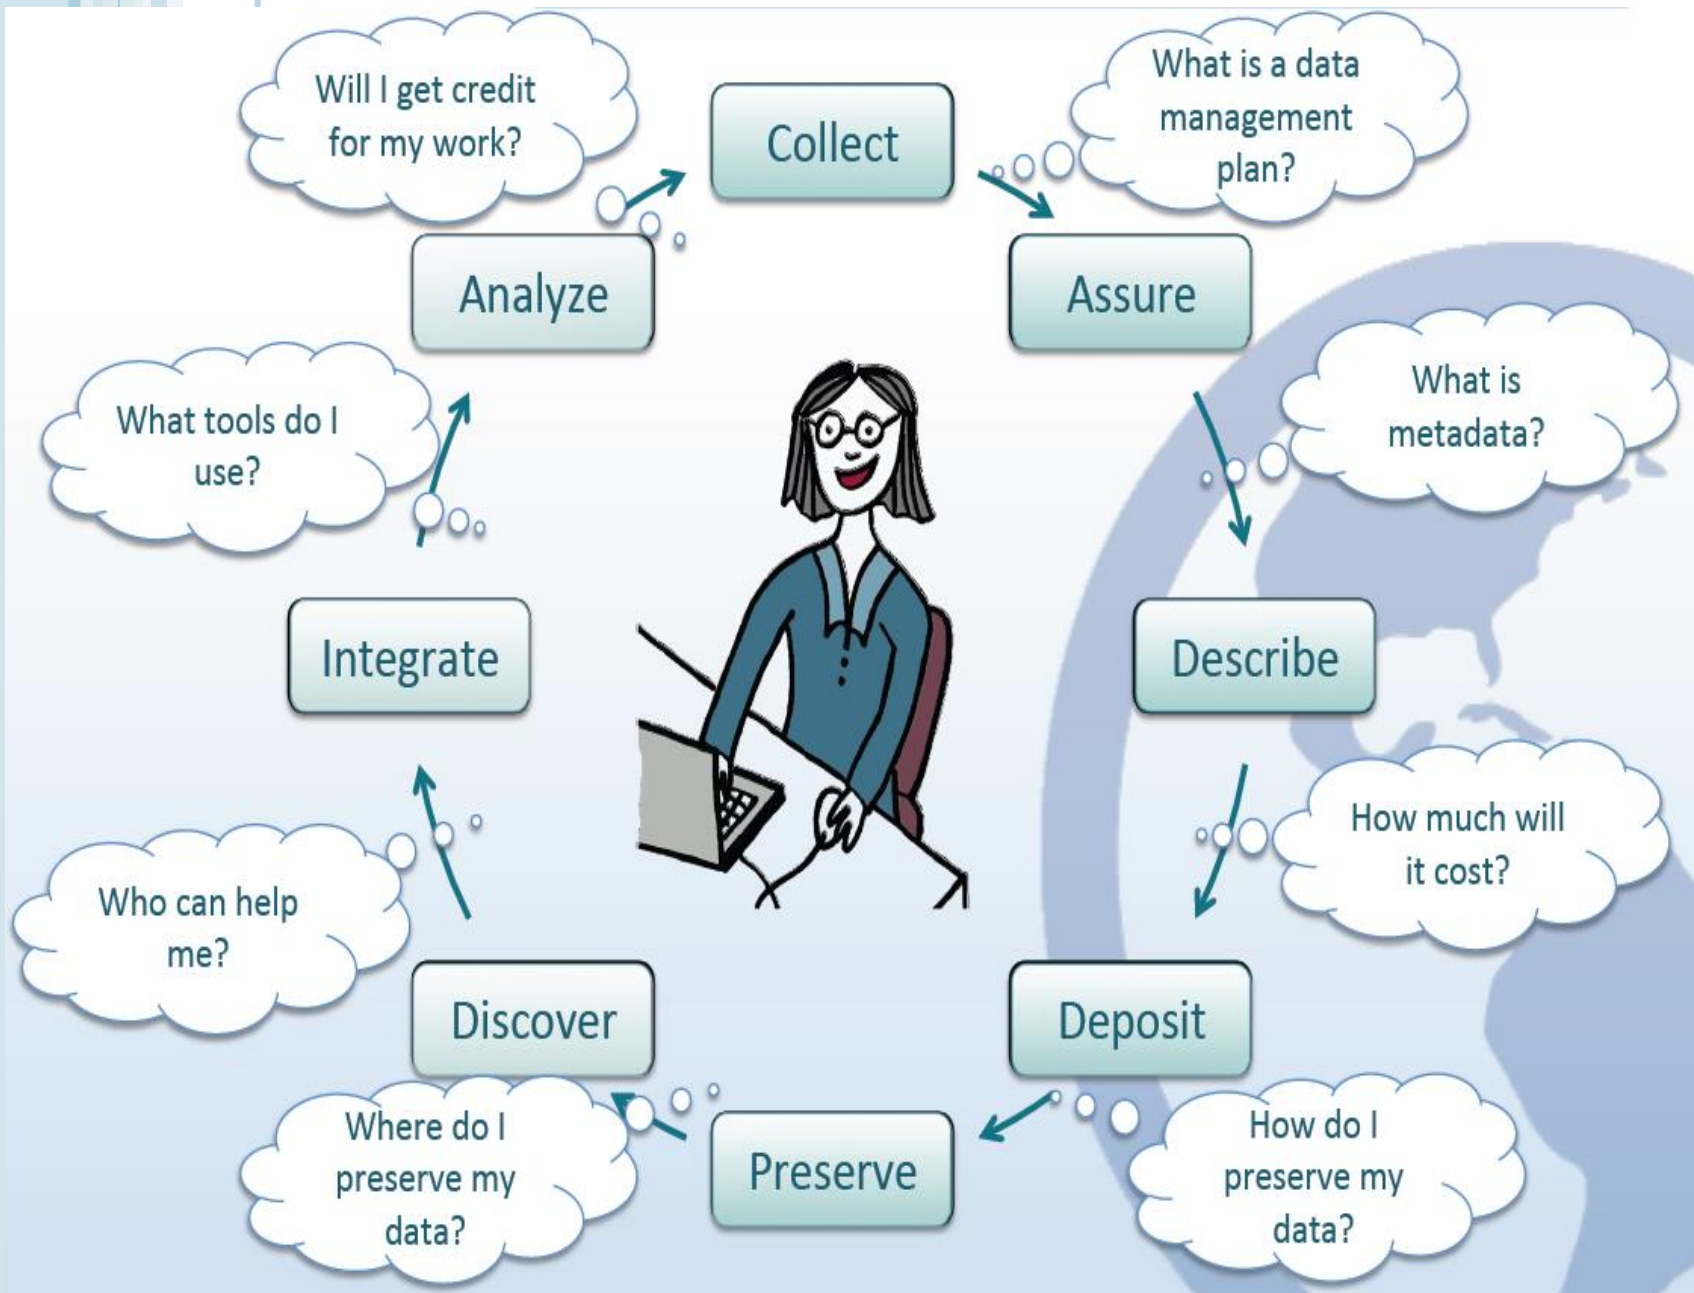 Will I get credit
for my work?
Collect
What is a data
management
plan?
Analyze
Assure
What tools do I
use?
What is
metadata?
Integrate
Describe
Who can help
me?
How much will
it cost?
Discover
Deposit
Where do I
preserve my
data?
Preserve
How do I
preserve my
data?